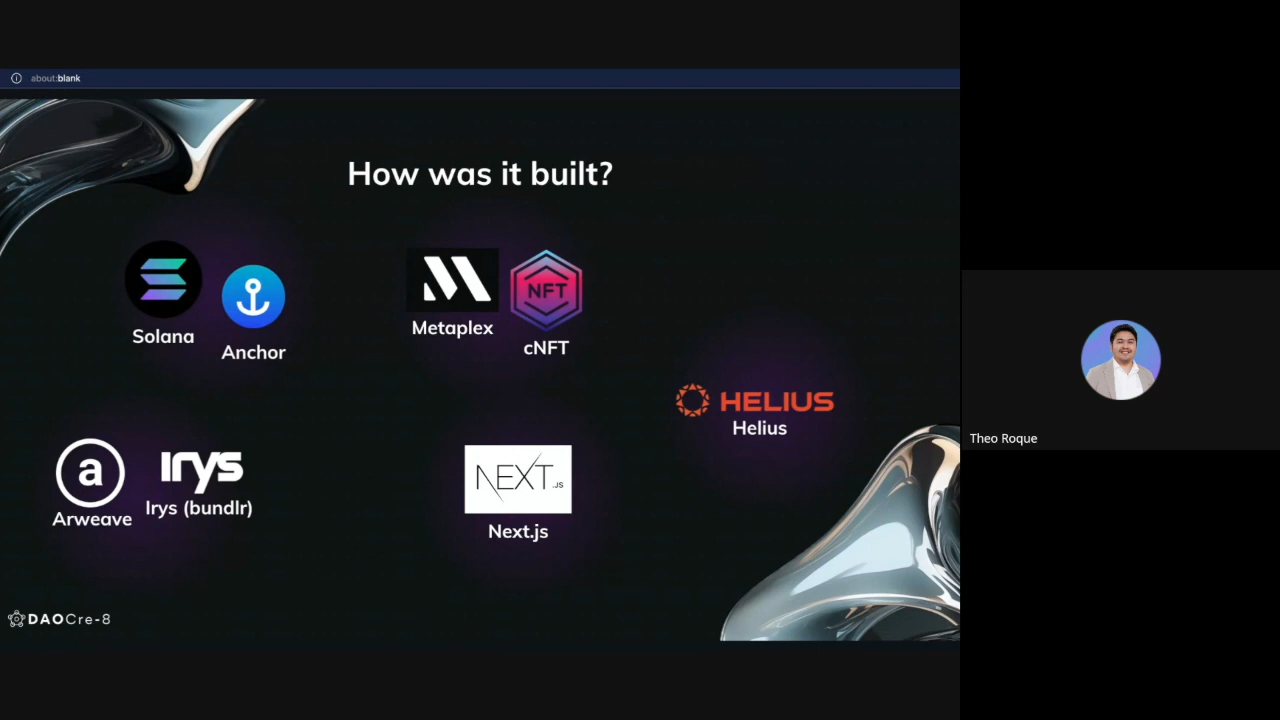 about:blank
How was it built?
NFT
Solana
Anchor
Metaplex
cNFT
HELIUS
Helius
a
Irys
Arweave
Irys (bundlr)
NEXT.JS
Next.js
DAOCre-8
Theo Roque